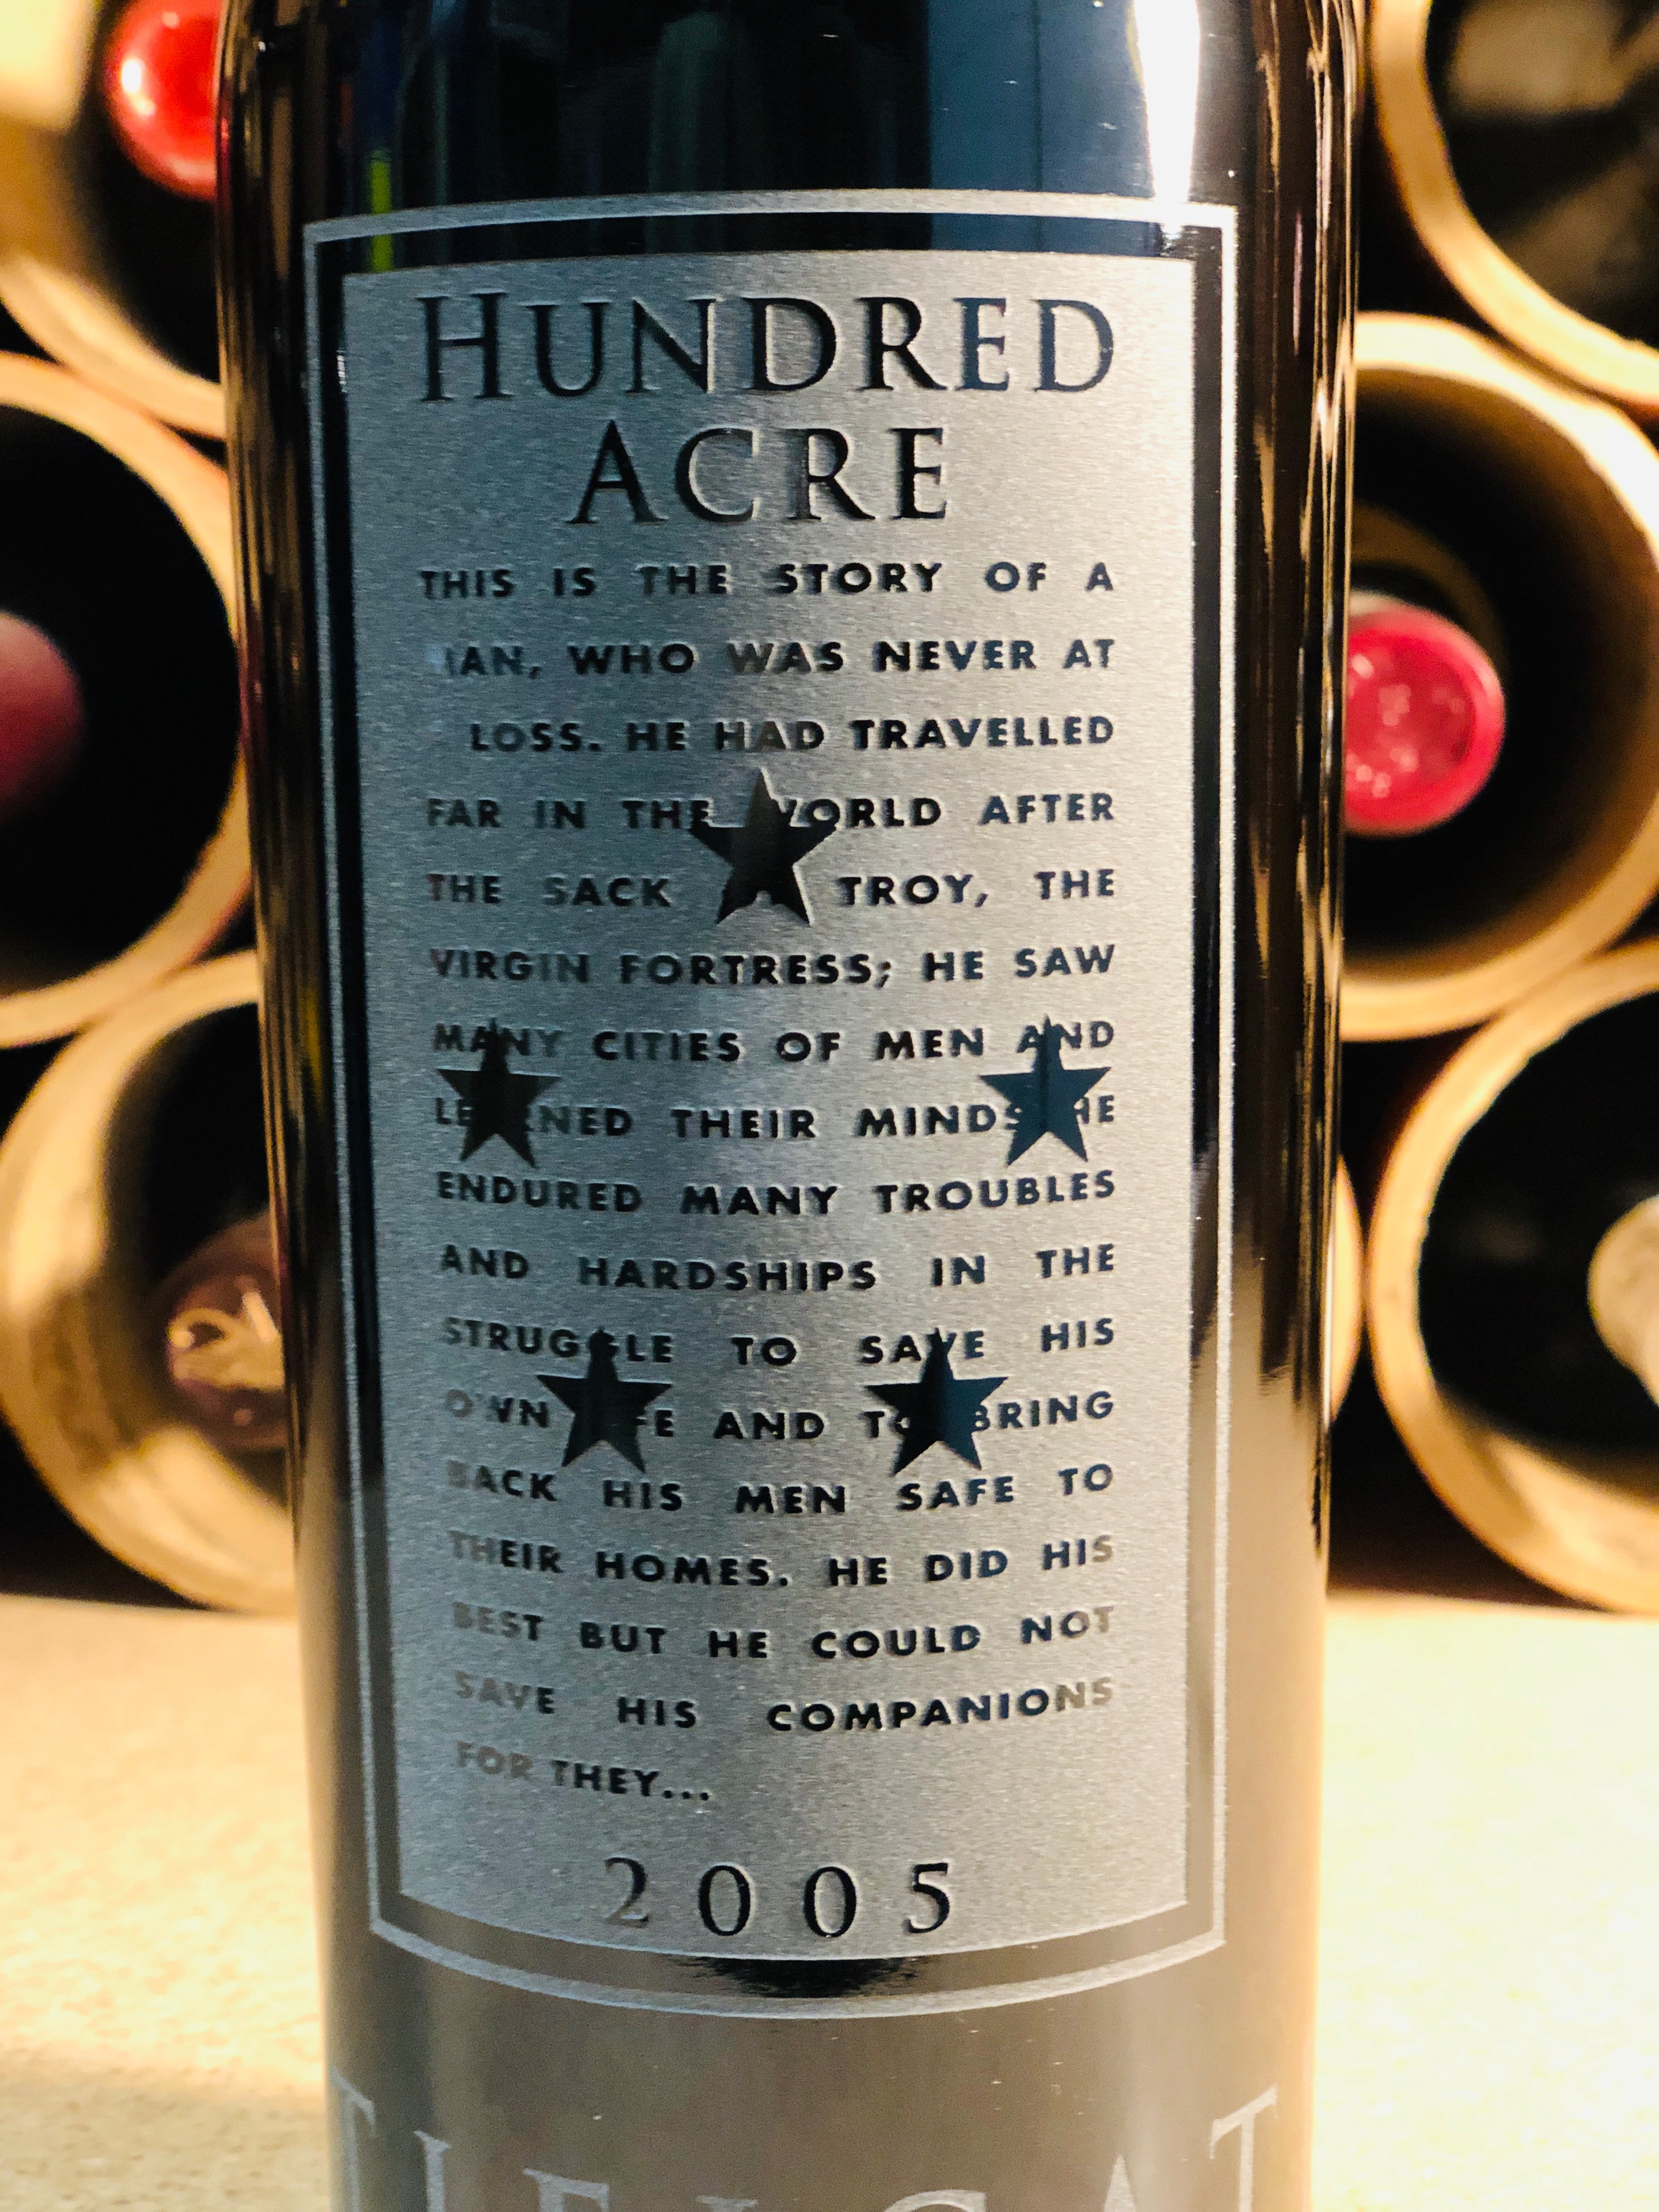 HUNDRED
ACRE
THIS IS THE STORY OF A
WHO WAS NEVER AT
LOSS. HE HAD TRAVELLED
FAR IN THE WORLD AFTER
THE SACK TROY, THE
VIRGIN FORTRESS; HE SAW
MANY CITIES OF MEN AND
THEIR MINDS
ENDURED MANY TROUBLES
AND HARDSHIPS IN THE
STRUGGLE TO SAVE HIS
OWN AND TO BRING
BACK HIS MEN SAFE TO
THEIR HOMES. HE DID HIS
BEST BUT HE COULD NOT
SAVE HIS COMPANIONS
FOR THEY...
2005